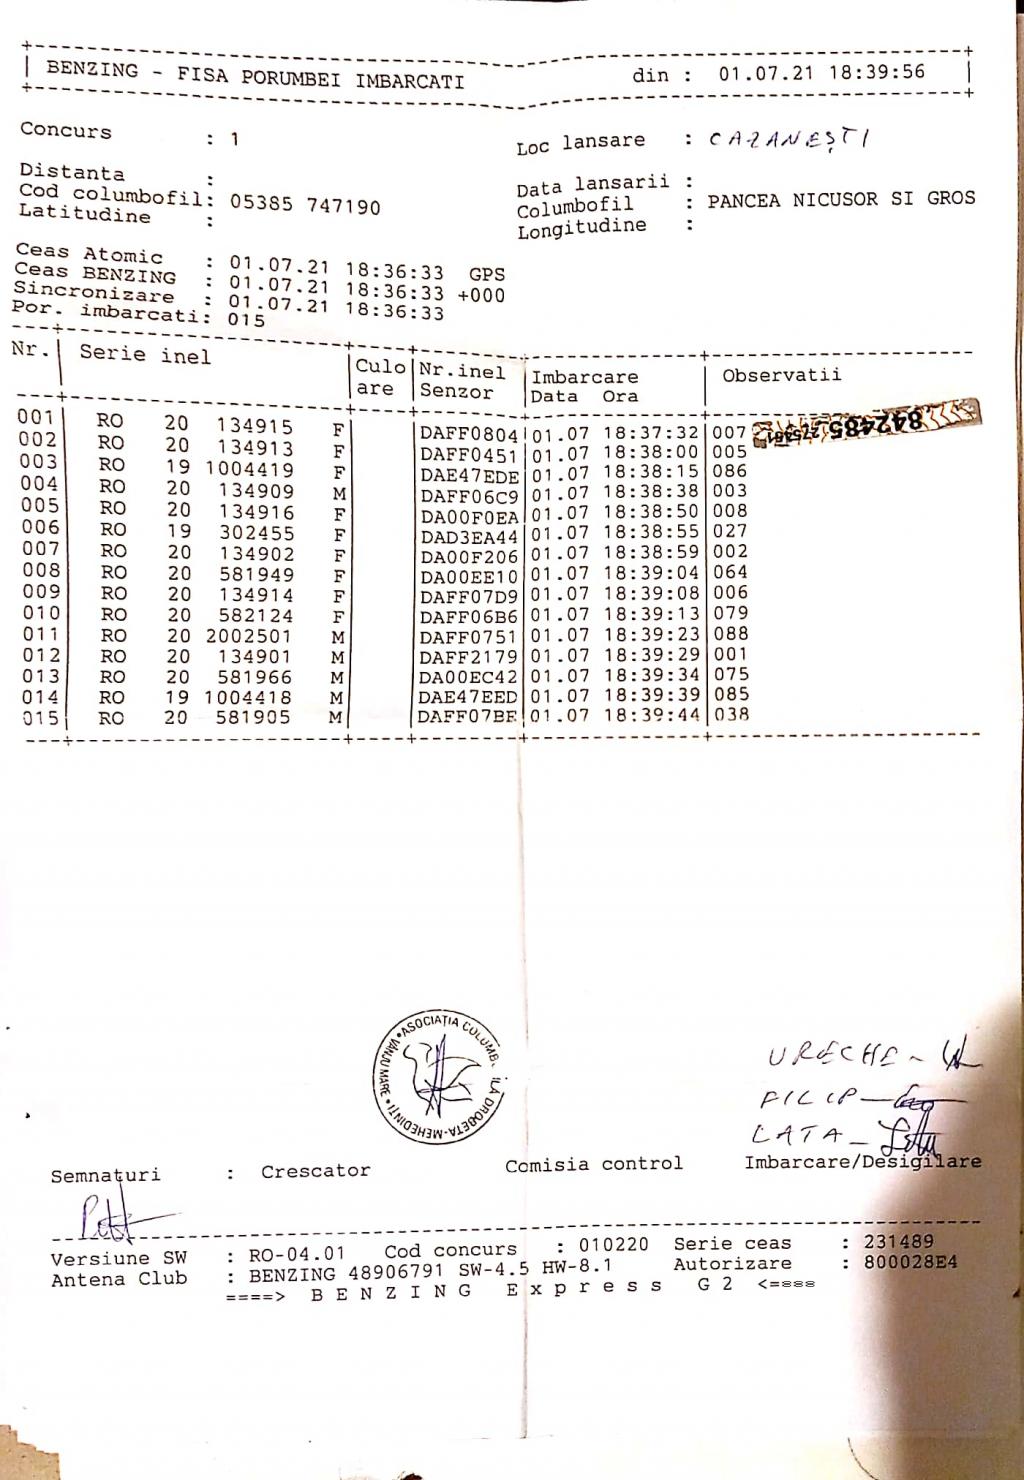 BENZING - FISA PORUMBEI IMBARCATI din : 01.07.21 18:39:56
Concurs : 1 Loc lansare : CAZANEȘTI
Distanta : Data lansarii :
Cod columbofil: 05385 747190 Columbofil : PANCEA NICUSOR SI GROS
Latitudine : Longitudine :
Ceas Atomic : 01.07.21 18:36:33 GPS
Ceas BENZING : 01.07.21 18:36:33 +000
Sincronizare : 01.07.21 18:36:33
Por. imbarcati: 015
Nr. Serie inel Culo Nr.inel Imbarcare Observatii
are Senzor Data Ora
001 RO 20 134915 F DAFF0804 01.07 18:37:32 007 842485
002 RO 20 134913 F DAFF0451 01.07 18:38:00 005
003 RO 19 1004419 F DAE47EDE 01.07 18:38:15 086
004 RO 20 134909 M DAFF06C9 01.07 18:38:38 003
005 RO 20 134916 F DA00F0EA 01.07 18:38:50 008
006 RO 19 302455 F DAD3EA44 01.07 18:38:55 027
007 RO 20 134902 F DA00F206 01.07 18:38:59 002
008 RO 20 581949 F DA00EE10 01.07 18:39:04 064
009 RO 20 134914 F DAFF07D9 01.07 18:39:08 006
010 RO 20 582124 F DAFF06B6 01.07 18:39:13 079
011 RO 20 2002501 M DAFF0751 01.07 18:39:23 088
012 RO 20 134901 M DAFF2179 01.07 18:39:29 001
013 RO 20 581966 M DA00EC42 01.07 18:39:34 075
014 RO 19 1004418 M DAE47EED 01.07 18:39:39 085
015 RO 20 581905 M DAFF07BE 01.07 18:39:44 038
ASOCIAȚIA COLUMB ILA DROBETA-MEHEDINȚI • VÂNJU MARE •
URECHE -
FILIP -
LATA -
Semnaturi : Crescator Comisia control Imbarcare/Desigilare
Versiune SW : RO-04.01 Cod concurs : 010220 Serie ceas : 231489
Antena Club : BENZING 48906791 SW-4.5 HW-8.1 Autorizare : 800028E4
====> B E N Z I N G E x p r e s s G 2 <====